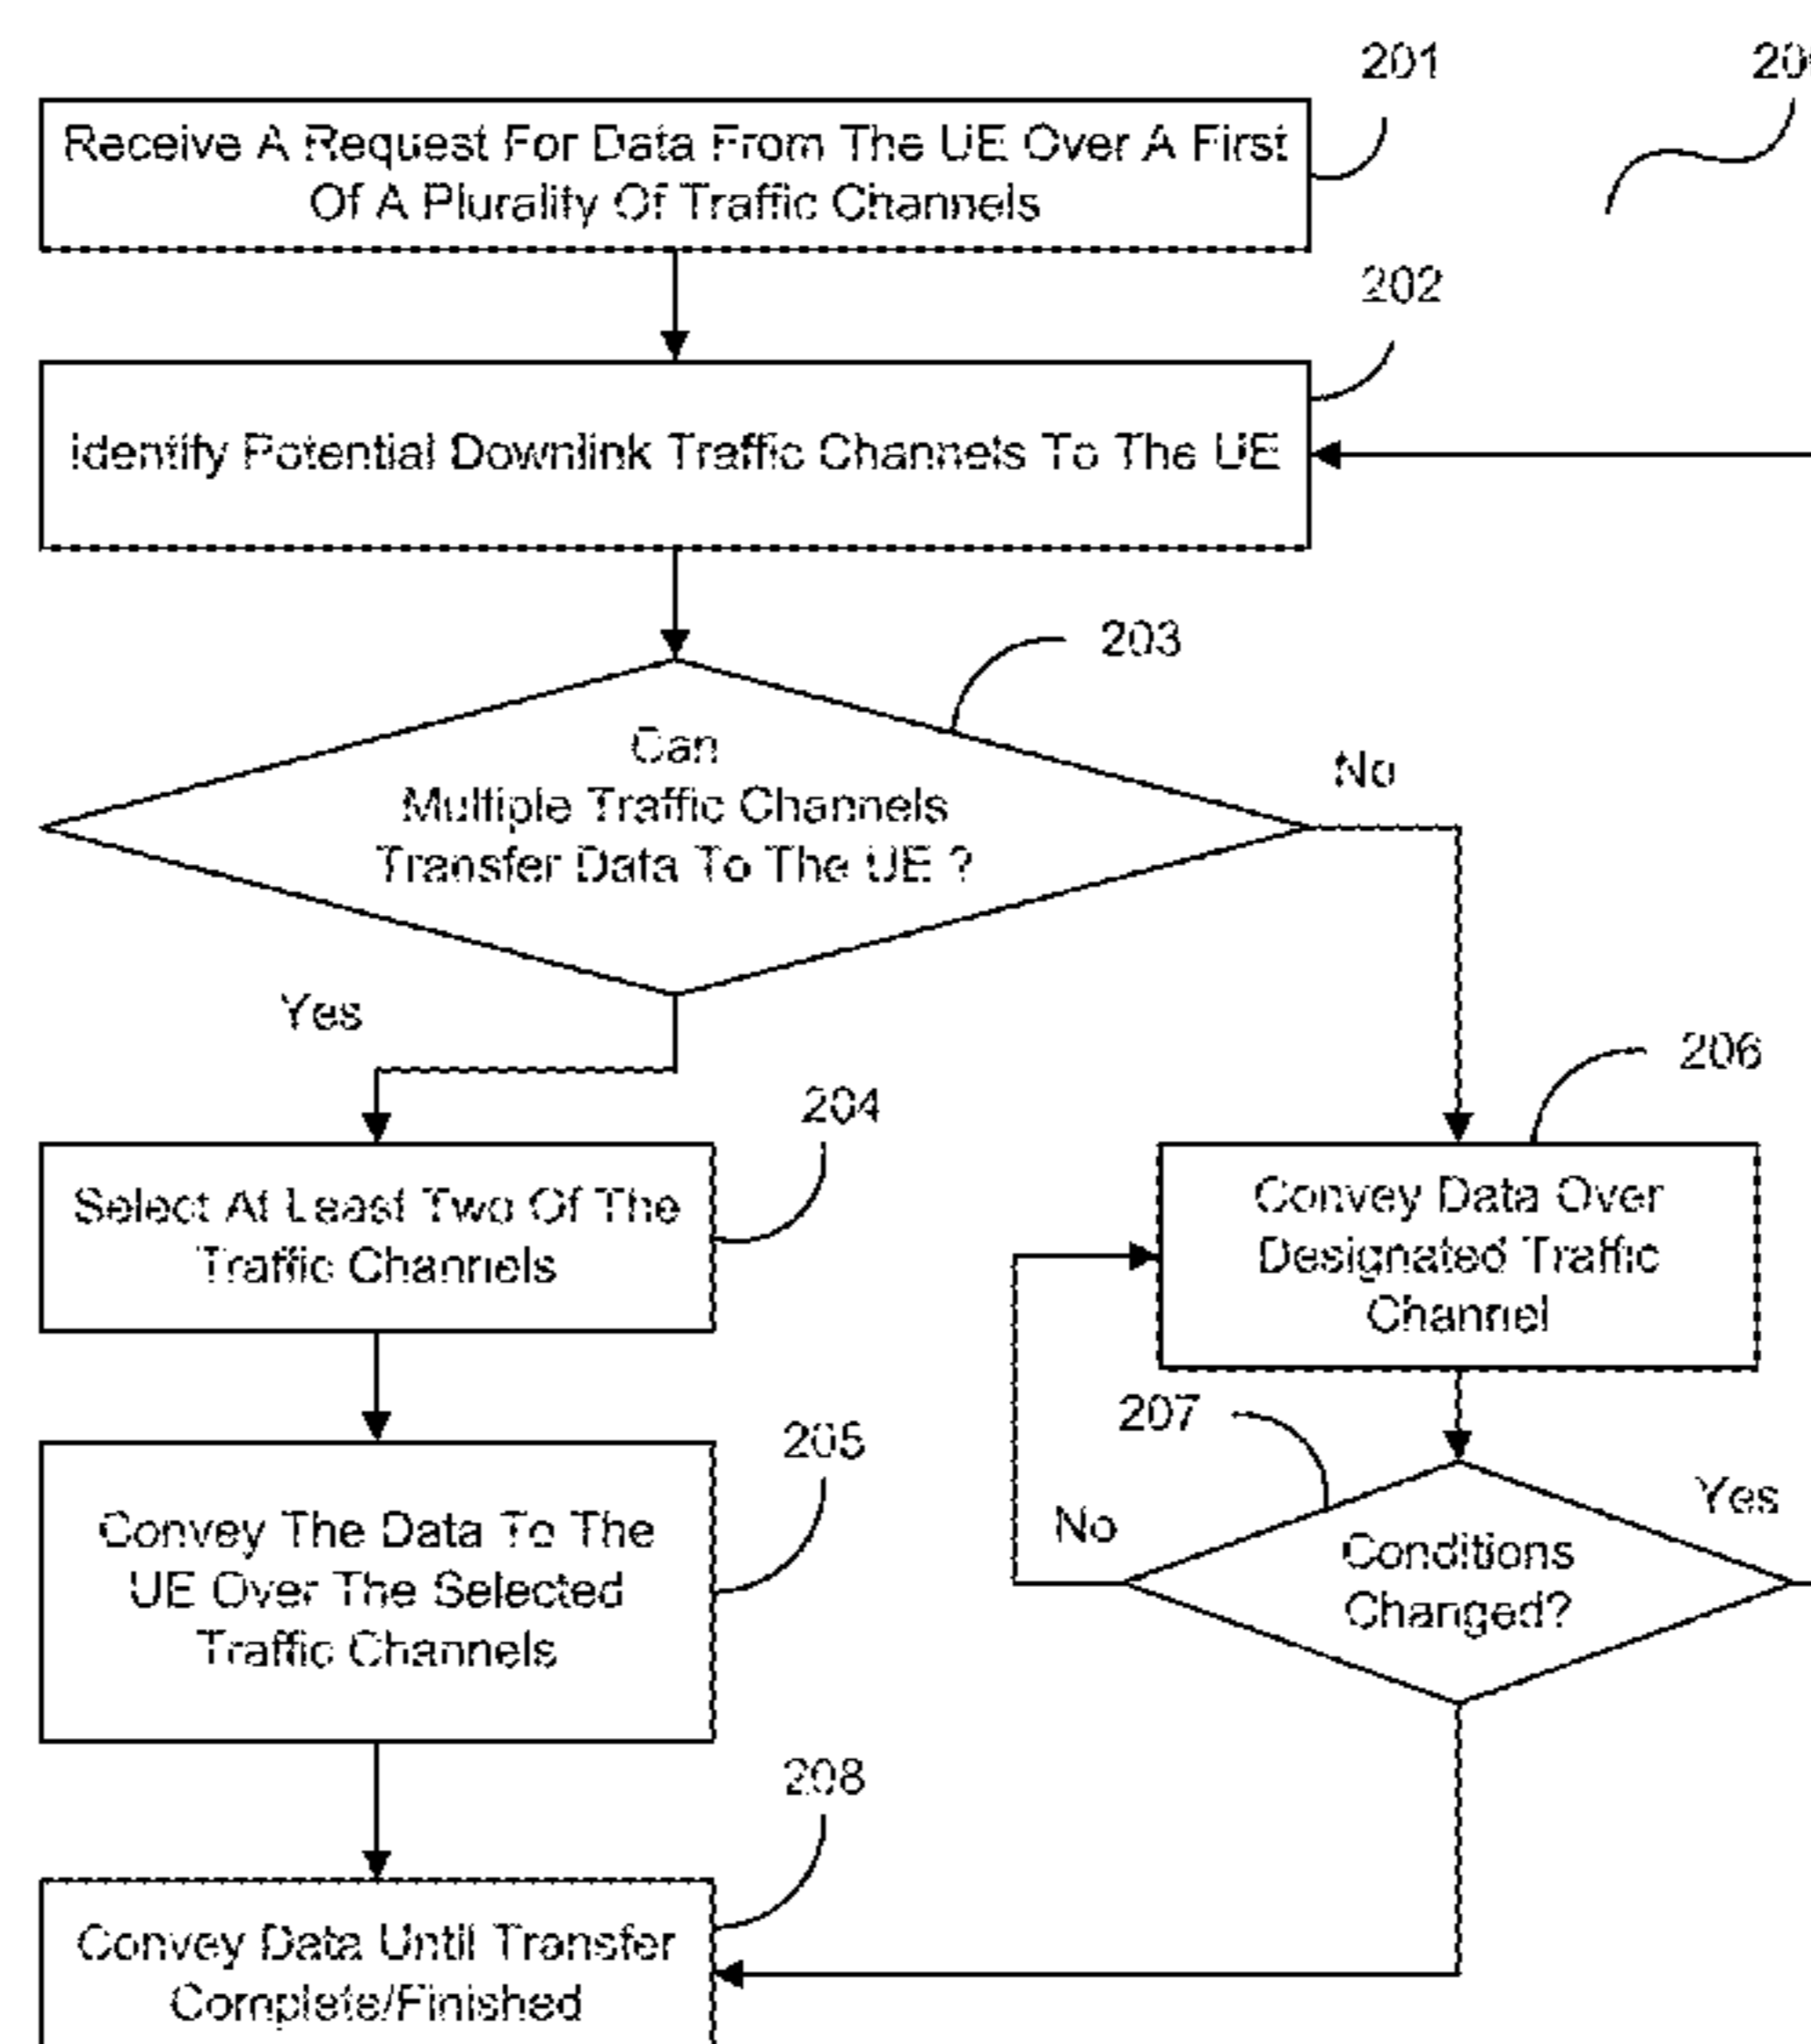 201
Receive A Request For Data From The UE Over A First
Of A Plurality Of Traffic Channels
202
Identify Potential Downlink Traffic Channels To The UE
203
Can
Multiple Traffic Channels
Transfer Data To The UE ?
No
Yes
204
Select At Least Two Of The
Traffic Channels
206
Convey Data Over
Designated Traffic
Channel
205
Convey The Data To The
UE Over The Selected
Traffic Channels
207
No
Yes
Conditions
Changed?
208
Convey Data Until Transfer
Complete/Finished